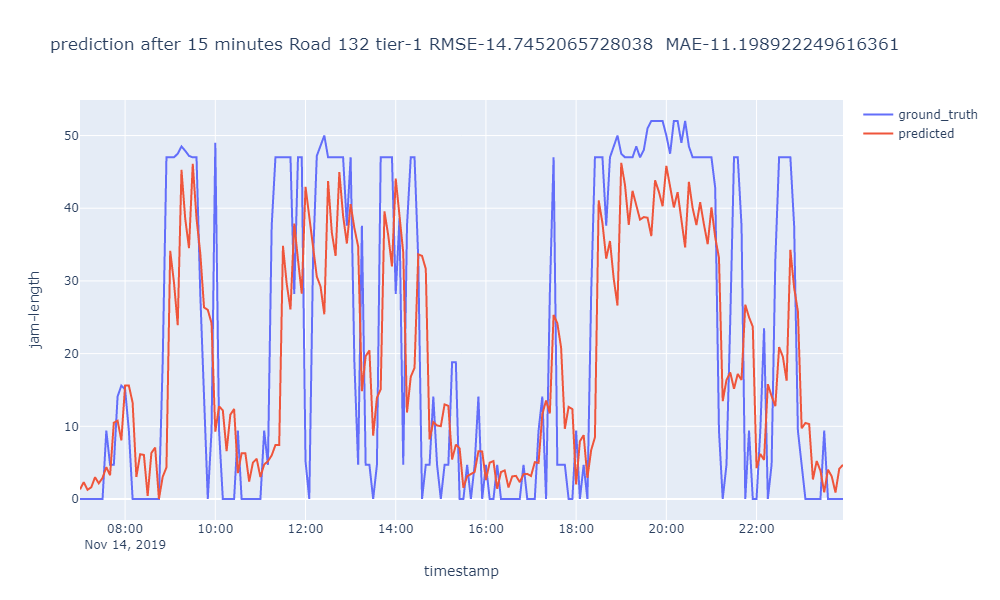 prediction after 15 minutes Road 132 tier-1 RMSE-14.7452065728038  MAE-11.198922249616361
ground_truth
predicted
50
40
30
20
10
0
jam-length
08:00 10:00 12:00 14:00 16:00 18:00 20:00 22:00
Nov 14, 2019
timestamp